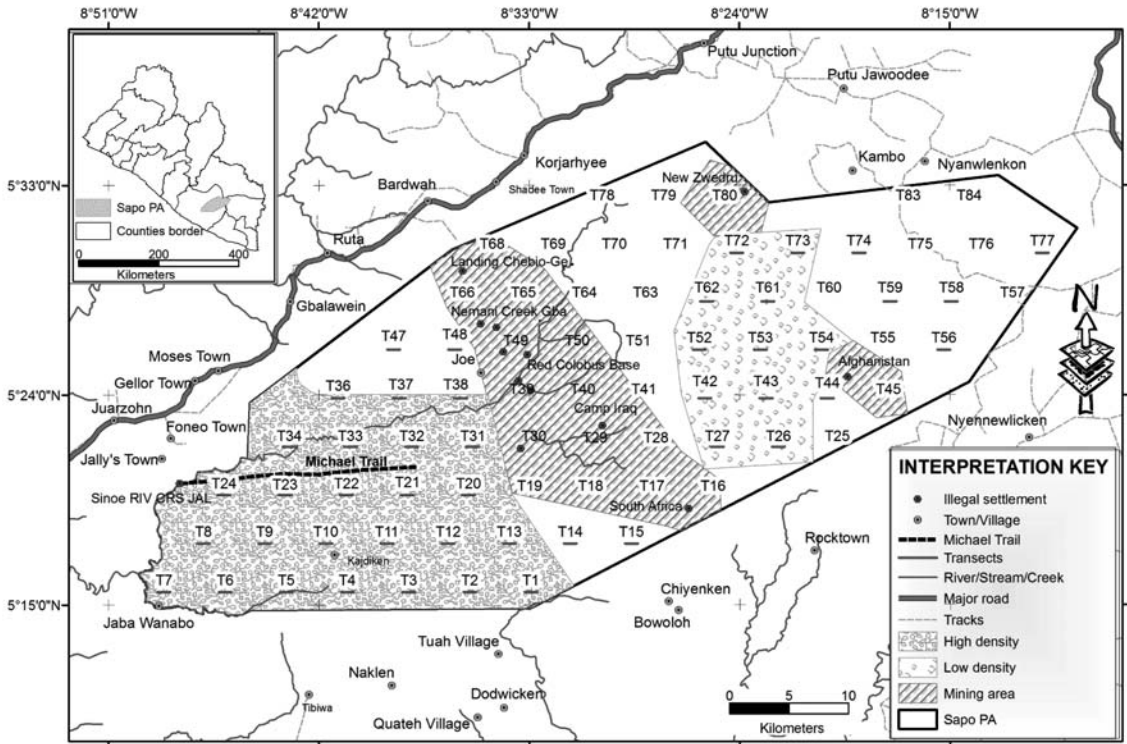 8°51'0"W 8°42'0"W 8°33'0"W 8°24'0"W 8°15'0"W
Putu Junction
Putu Jawoodee
Sapo PA
Counties border
0 200 400
Kilometers
Korjarhyee
Kambo
Nyanwlenkon
5°33'0"N
Bardwah
Shadee Town
New Zwedru
T78 T79 T80 T83 T84
Ruta
T68 T69 T70 T71 T72 T73 T74 T75 T76 T77
Landing Chebio-Ge
T66 T65 T64 T63 T62 T61 T60 T59 T58 T57
Gbalawein
Nemani Creek Gba
T47 T48 T49 T50 T51 T52 T53 T54 T55 T56
Moses Town
Joe
Red Colobus Base
Afghanistan
Gellor Town
5°24'0"N
T36 T37 T38 T39 T40 T41 T42 T43 T44 T45
Juarzohn
Camp Iraq
Nyennewlicken
Foneo Town
T34 T33 T32 T31 T30 T29 T28 T27 T26 T25
Jally's Town
Michael Trail
Sinoe RIV CRS JAL
T24 T23 T22 T21 T20 T19 T18 T17 T16
South Africa
T8 T9 T10 T11 T12 T13 T14 T15
Kajdiken
Rocktown
T7 T6 T5 T4 T3 T2 T1
5°15'0"N
Jaba Wanabo
Chiyenken
Bowoloh
Tuah Village
Naklen
Tibiwa
Dodwicken
Quateh Village
0 5 10
Kilometers
N
INTERPRETATION KEY
Illegal settlement
Town/Village
Michael Trail
Transects
River/Stream/Creek
Major road
Tracks
High density
Low density
Mining area
Sapo PA